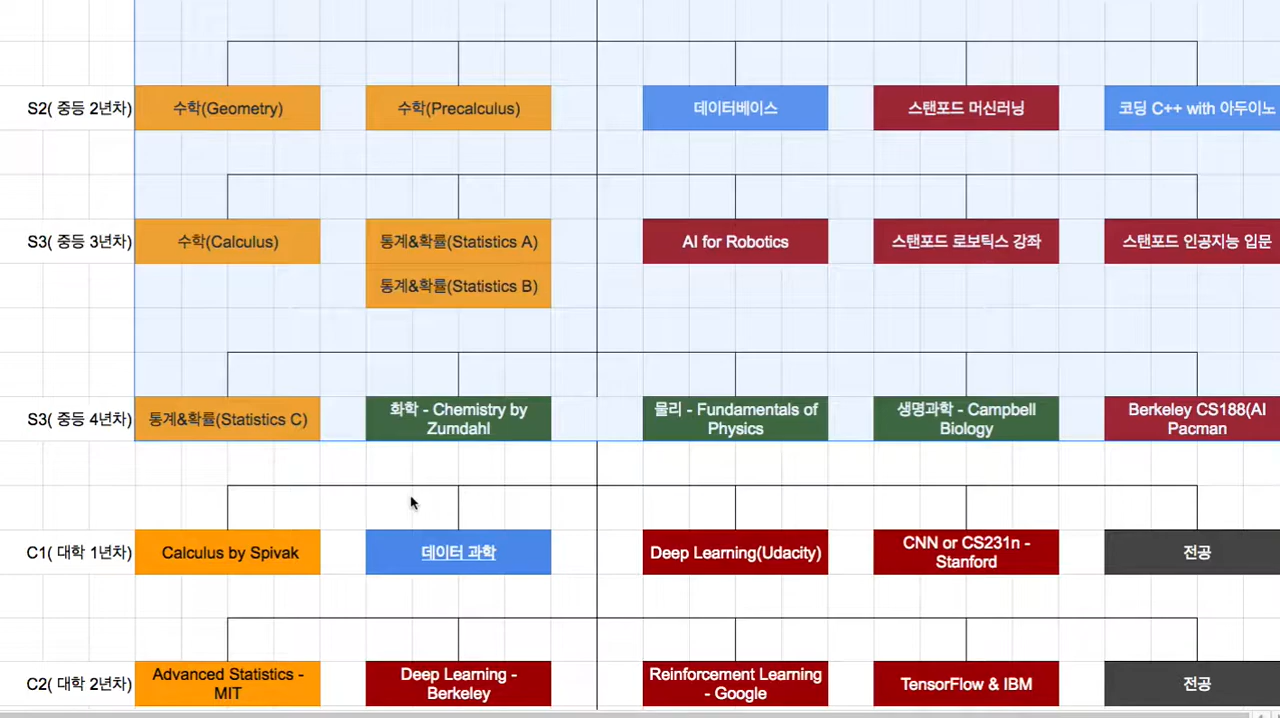 S2( 중등 2년차)
수학(Geometry)
수학(Precalculus)
데이터베이스
스탠포드 머신러닝
코딩 C++ with 아두이노
S3( 중등 3년차)
수학(Calculus)
통계&확률(Statistics A)
통계&확률(Statistics B)
AI for Robotics
스탠포드 로보틱스 강좌
스탠포드 인공지능 입문
S3( 중등 4년차)
통계&확률(Statistics C)
화학 - Chemistry by
Zumdahl
물리 - Fundamentals of
Physics
생명과학 - Campbell
Biology
Berkeley CS188(AI
Pacman
C1( 대학 1년차)
Calculus by Spivak
데이터 과학
Deep Learning(Udacity)
CNN or CS231n -
Stanford
전공
C2( 대학 2년차)
Advanced Statistics -
MIT
Deep Learning -
Berkeley
Reinforcement Learning
- Google
TensorFlow & IBM
전공